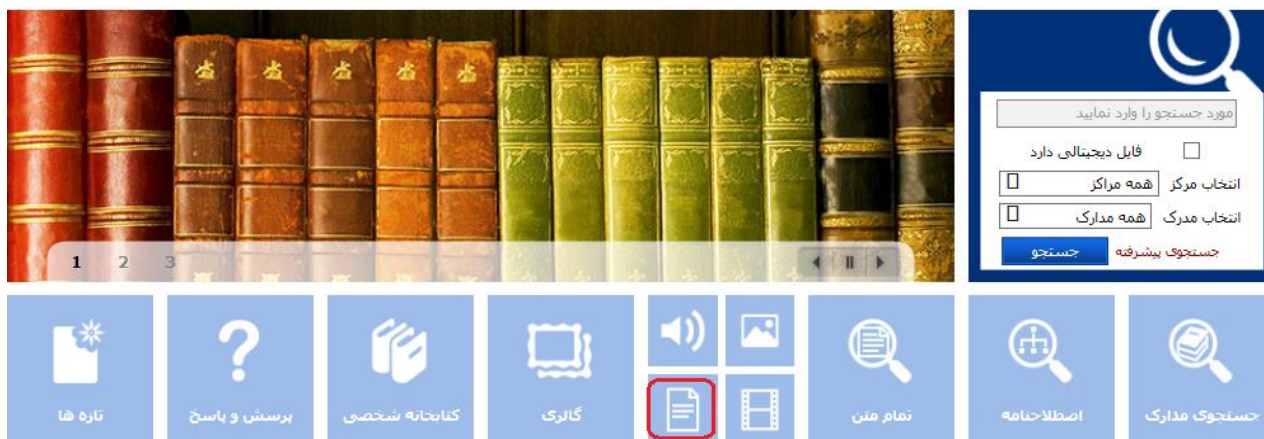 مورد جستجو را وارد نمایید
فایل دیجیتالی دارد
انتخاب مرکز همه مراکز
انتخاب مدرک همه مدارک
جستجوی پیشرفته جستجو
1 2 3
جستجوی مدارک
اصطلاحنامه
تمام متن
گالری
کتابخانه شخصی
پرسش و پاسخ
تازه ها